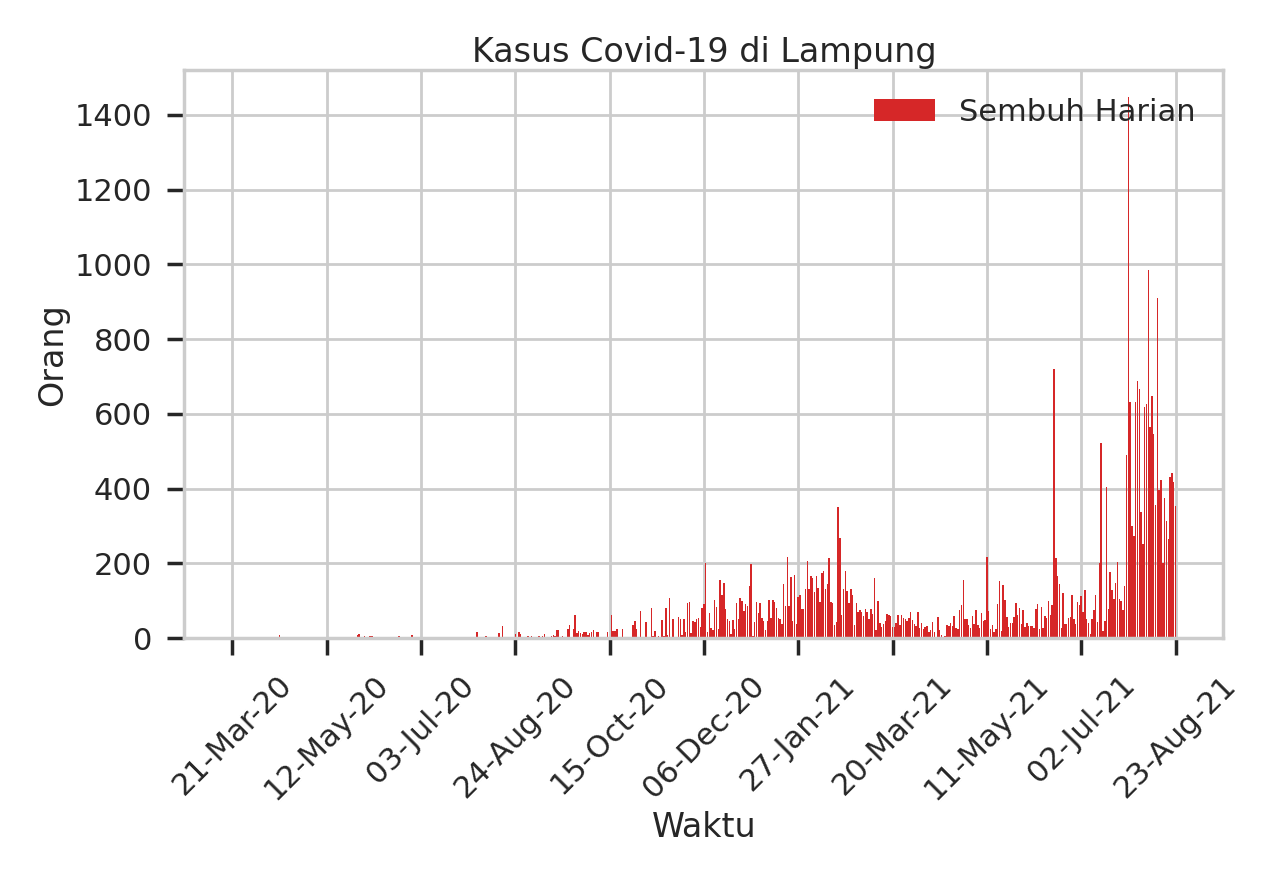 Kasus Covid-19 di Lampung
Sembuh Harian
Orang
1400
1200
1000
800
600
400
200
0
21-Mar-20
12-May-20
03-Jul-20
24-Aug-20
15-Oct-20
06-Dec-20
27-Jan-21
20-Mar-21
11-May-21
02-Jul-21
23-Aug-21
Waktu